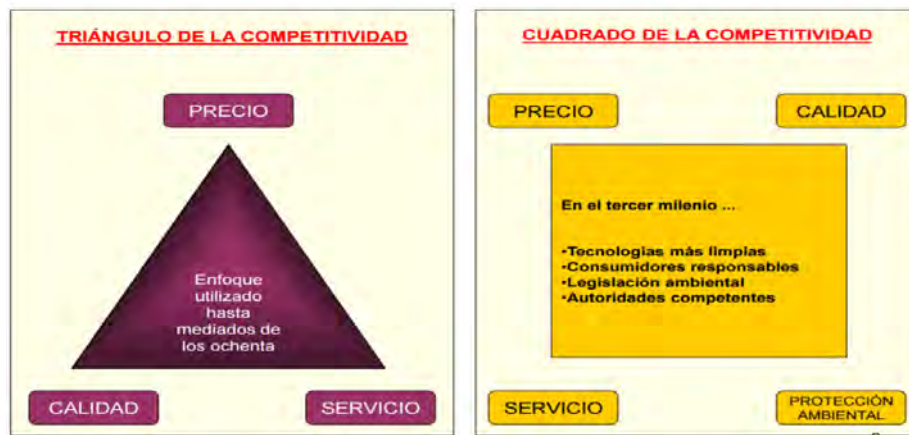 TRIÁNGULO DE LA COMPETITIVIDAD
PRECIO
Enfoque
utilizado
hasta
mediados de
los ochenta
CALIDAD
SERVICIO
CUADRADO DE LA COMPETITIVIDAD
PRECIO
CALIDAD
En el tercer milenio ...
•Tecnologias más limpias
•Consumidores responsables
•Legislación ambiental
•Autoridades competentes
SERVICIO
PROTECCIÓN
AMBIENTAL